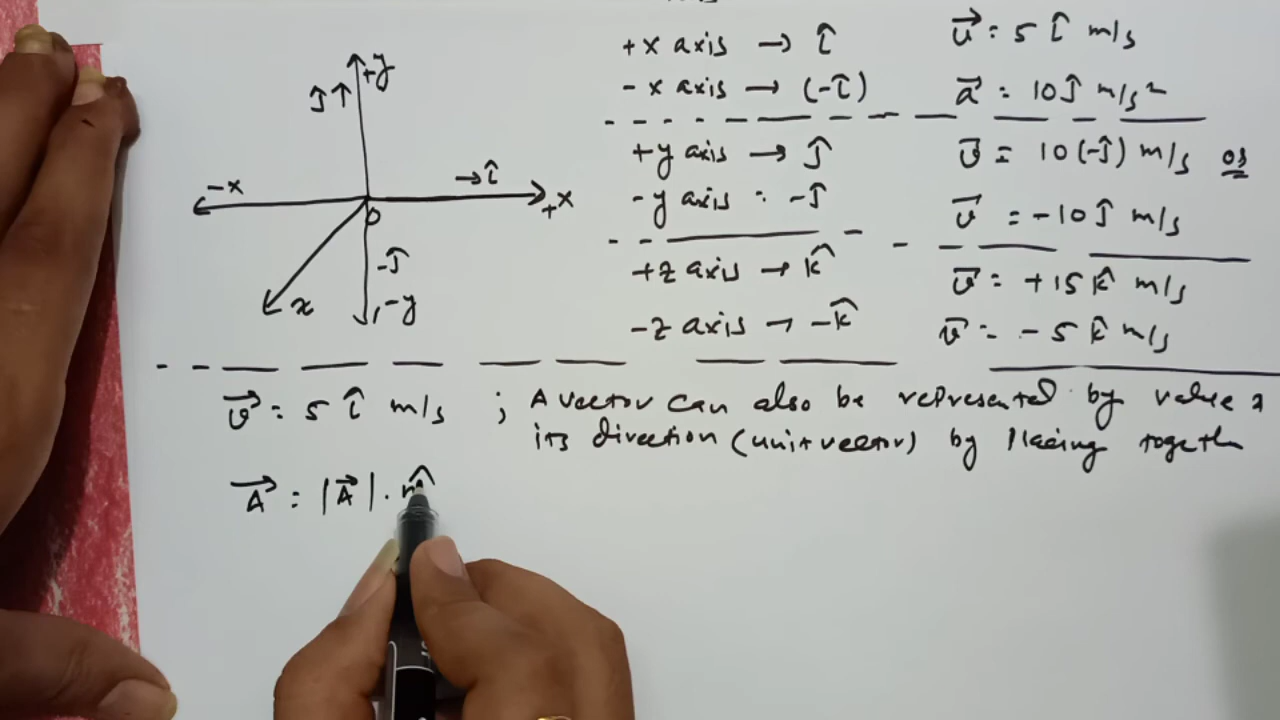 +y
ĵ↑
→ î
-x
+x
o
-ĵ
x
-y
+x axis → î
- x axis → (-î)
+y axis → ĵ
- y axis : -ĵ
+z axis → k̂
-z axis → -k̂
u⃗ = 5 î m/s
a⃗ = 10 ĵ m/s²
v⃗ = 10(-ĵ) m/s or
v⃗ = -10 ĵ m/s
v⃗ = +15 k̂ m/s
v⃗ = - 5 k̂ m/s
v⃗ = 5 î m/s ; A vector can also be represented by value &
its direction (unit vector) by placing together
A⃗ = |A⃗| · n̂